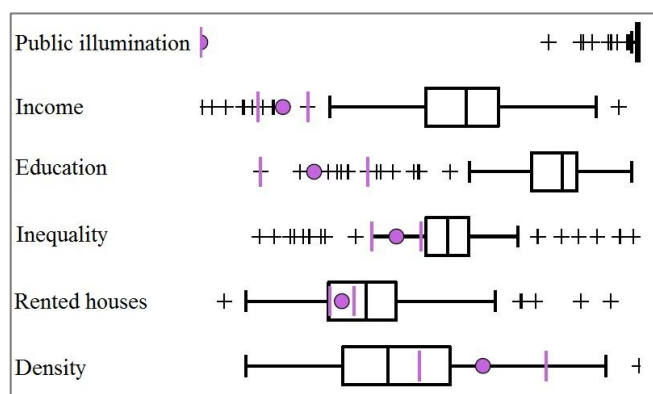 Public illumination
Income
Education
Inequality
Rented houses
Density